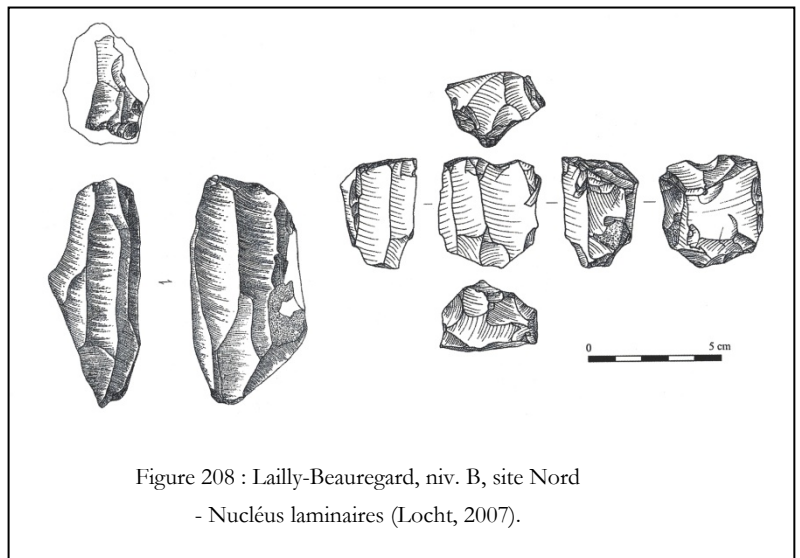 0 5 cm
Figure 208 : Lailly-Beauregard, niv. B, site Nord
- Nucléus laminaires (Locht, 2007).